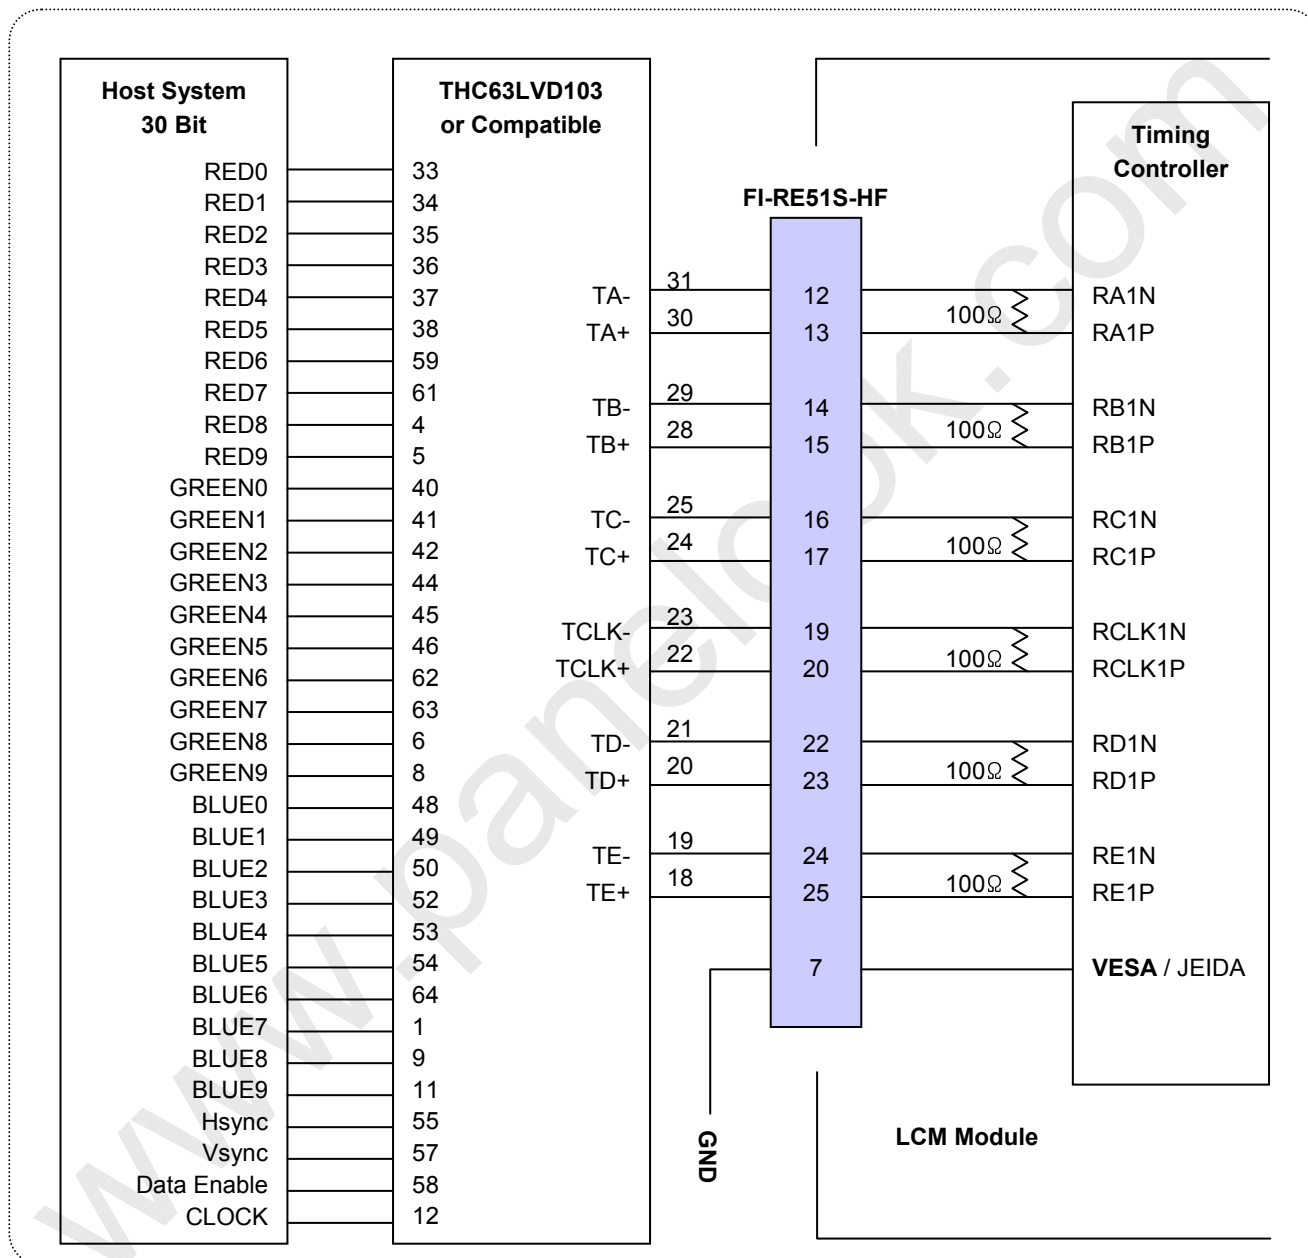 Host System
30 Bit
RED0
RED1
RED2
RED3
RED4
RED5
RED6
RED7
RED8
RED9
GREEN0
GREEN1
GREEN2
GREEN3
GREEN4
GREEN5
GREEN6
GREEN7
GREEN8
GREEN9
BLUE0
BLUE1
BLUE2
BLUE3
BLUE4
BLUE5
BLUE6
BLUE7
BLUE8
BLUE9
Hsync
Vsync
Data Enable
CLOCK
THC63LVD103
or Compatible
33
34
35
36
37
38
59
61
4
5
40
41
42
44
45
46
62
63
6
8
48
49
50
52
53
54
64
1
9
11
55
57
58
12
TA-
TA+
TB-
TB+
TC-
TC+
TCLK-
TCLK+
TD-
TD+
TE-
TE+
31
30
29
28
25
24
23
22
21
20
19
18
GND
FI-RE51S-HF
12
13
14
15
16
17
19
20
22
23
24
25
7
100Ω
100Ω
100Ω
100Ω
100Ω
100Ω
LCM Module
Timing
Controller
RA1N
RA1P
RB1N
RB1P
RC1N
RC1P
RCLK1N
RCLK1P
RD1N
RD1P
RE1N
RE1P
VESA / JEIDA
www.panelook.com